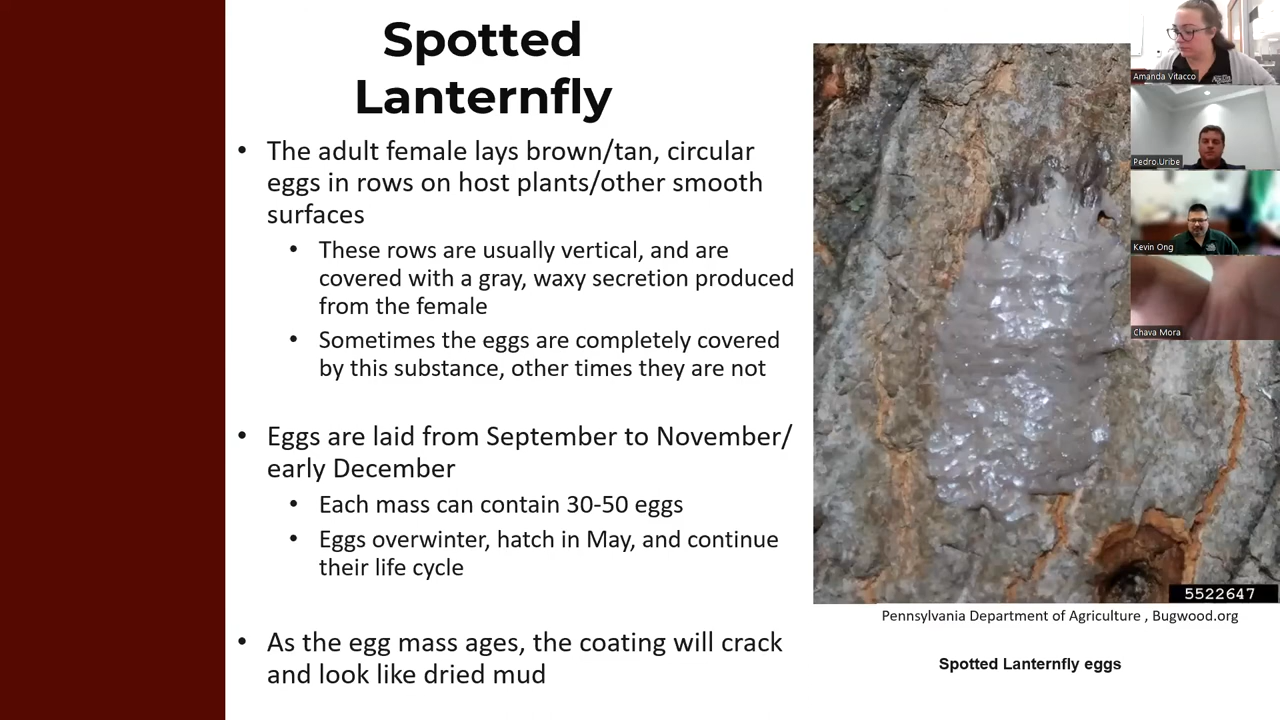 Spotted
Lanternfly
• The adult female lays brown/tan, circular
eggs in rows on host plants/other smooth
surfaces
• These rows are usually vertical, and are
covered with a gray, waxy secretion produced
from the female
• Sometimes the eggs are completely covered
by this substance, other times they are not
• Eggs are laid from September to November/
early December
• Each mass can contain 30-50 eggs
• Eggs overwinter, hatch in May, and continue
their life cycle
• As the egg mass ages, the coating will crack
and look like dried mud
5522647
Pennsylvania Department of Agriculture , Bugwood.org
Spotted Lanternfly eggs
Amanda Vitacco
Pedro.Uribe
Kevin Ong
Chava Mora